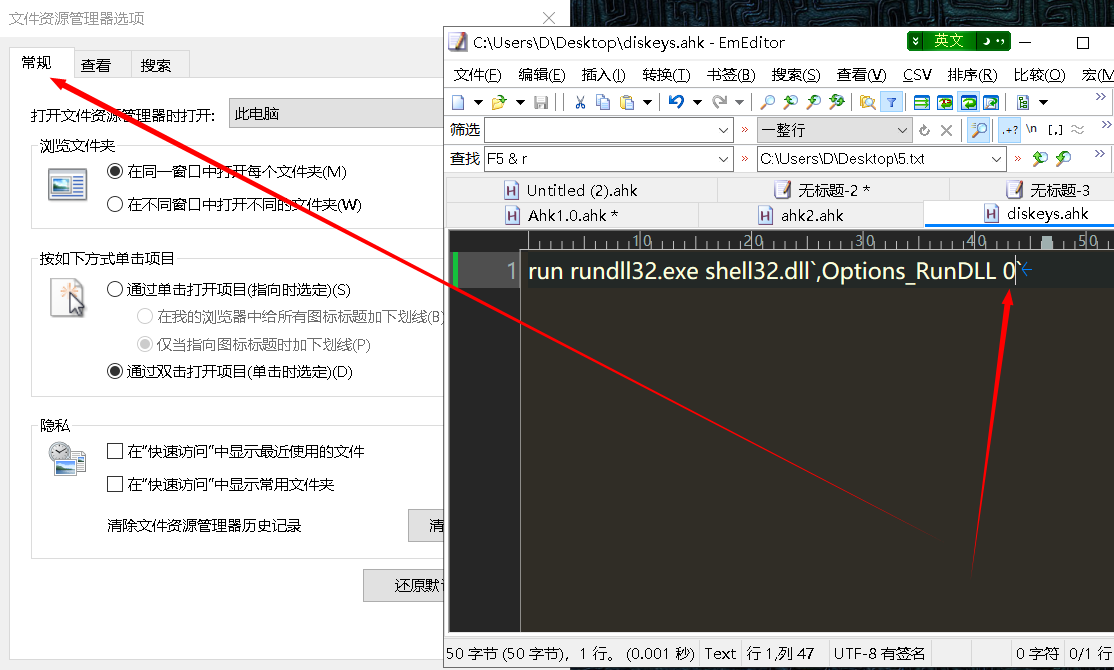 文件资源管理器选项
常规
查看
搜索
打开文件资源管理器时打开:
此电脑
浏览文件夹
在同一窗口中打开每个文件夹(M)
在不同窗口中打开不同的文件夹(W)
按如下方式单击项目
通过单击打开项目(指向时选定)(S)
在我的浏览器中给所有图标标题加下划线(B)
仅当指向图标标题时加下划线(P)
通过双击打开项目(单击时选定)(D)
隐私
在"快速访问"中显示最近使用的文件
在"快速访问"中显示常用文件夹
清除文件资源管理器历史记录
清
还原默
C:\Users\D\Desktop\diskeys.ahk - EmEditor
英文
文件(F) 编辑(E) 插入(I) 转换(T) 书签(B) 搜索(S) 查看(V) CSV 排序(R) 比较(O) 宏(M
筛选
一整行
.+? \n [,] ≈
查找 F5 & r
C:\Users\D\Desktop\5.txt
Untitled (2).ahk
无标题-2 *
无标题-3
Ahk1.0.ahk *
ahk2.ahk
diskeys.ahk
10 20 30 40 50
1 run rundll32.exe shell32.dll`,Options_RunDLL 0`
50 字节 (50 字节)，1 行。 (0.001 秒) Text 行 1,列 47 UTF-8 有签名 0 字符 0/1 行